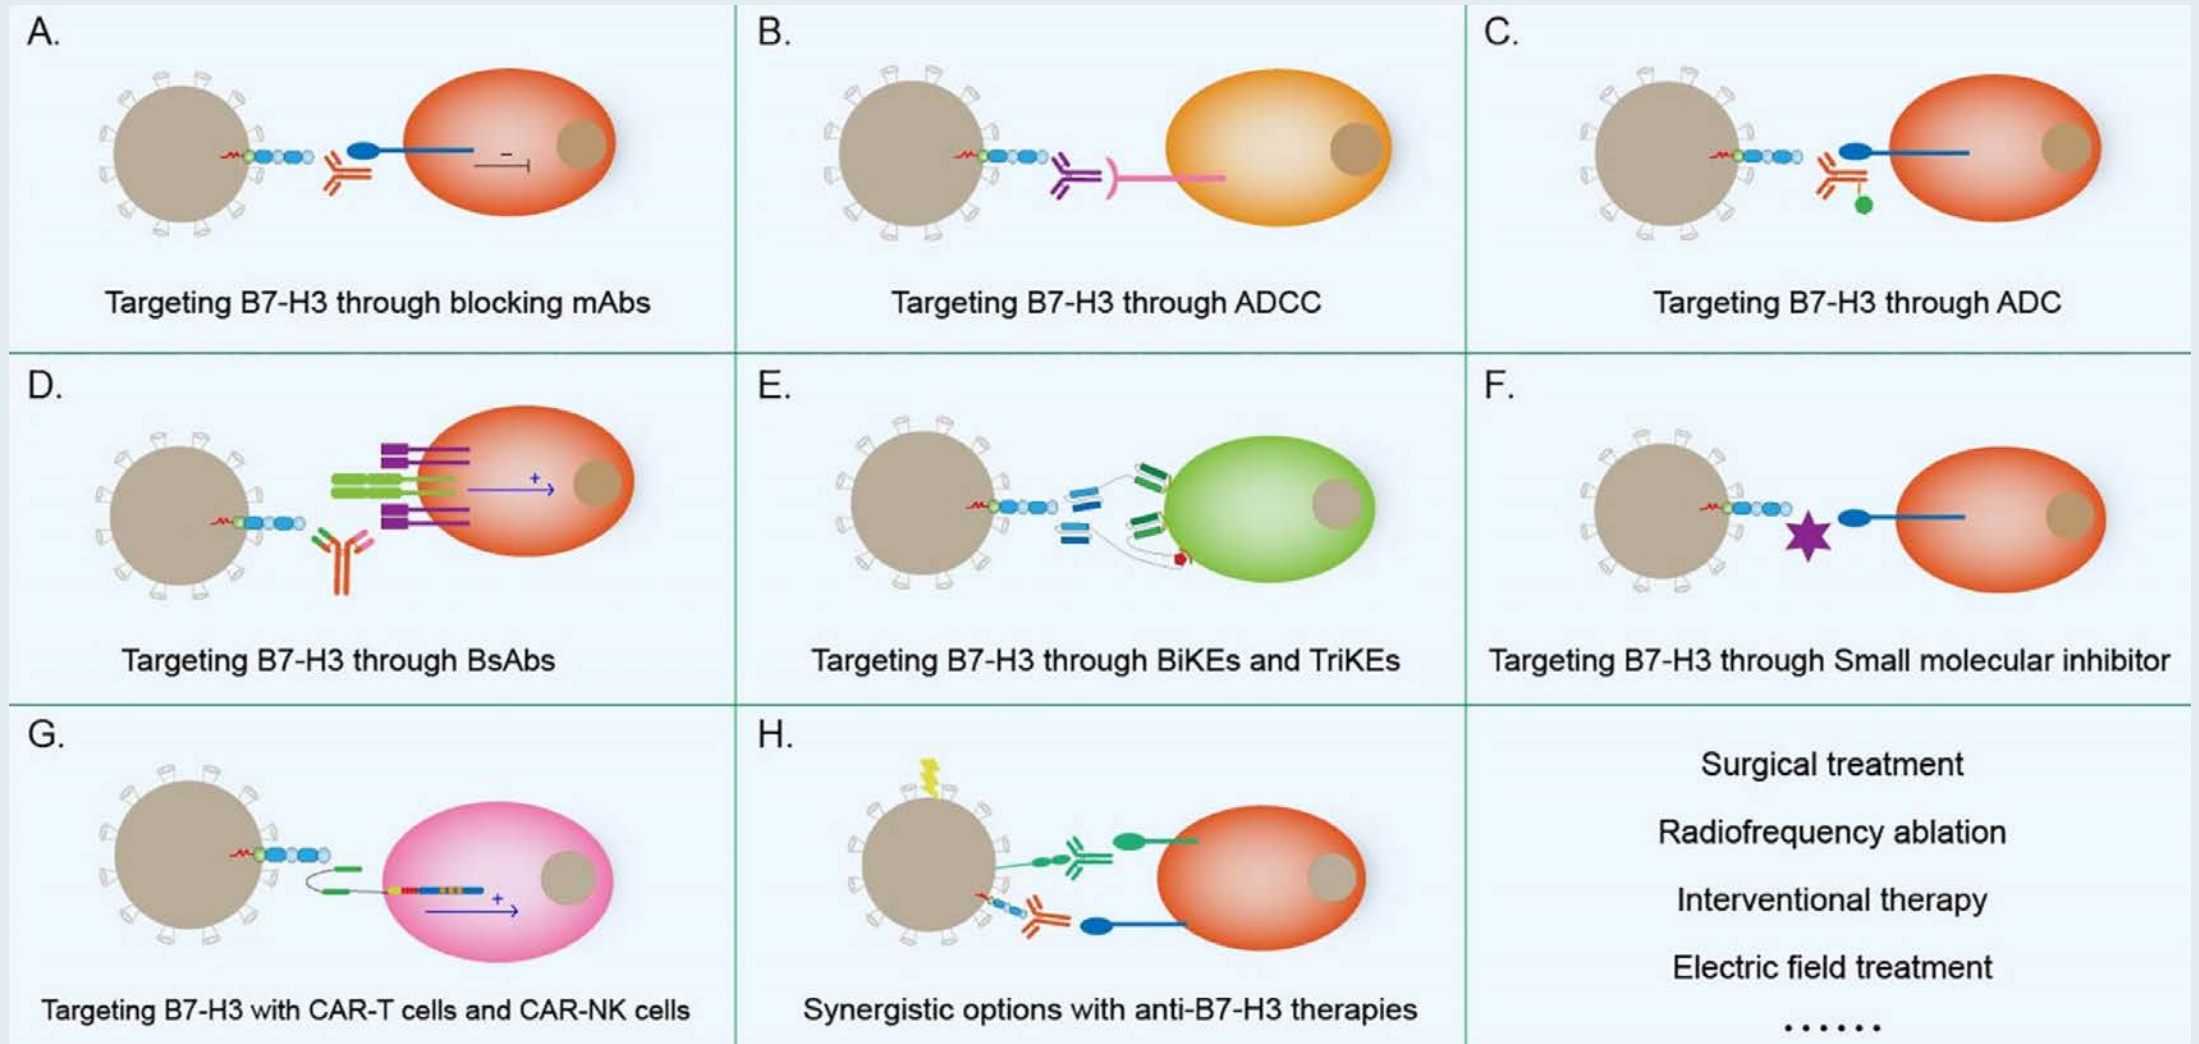 A.
Targeting B7-H3 through blocking mAbs
B.
Targeting B7-H3 through ADCC
C.
Targeting B7-H3 through ADC
D.
+
Targeting B7-H3 through BsAbs
E.
Targeting B7-H3 through BiKEs and TriKEs
F.
Targeting B7-H3 through Small molecular inhibitor
G.
+
Targeting B7-H3 with CAR-T cells and CAR-NK cells
H.
Synergistic options with anti-B7-H3 therapies
Surgical treatment
Radiofrequency ablation
Interventional therapy
Electric field treatment
......